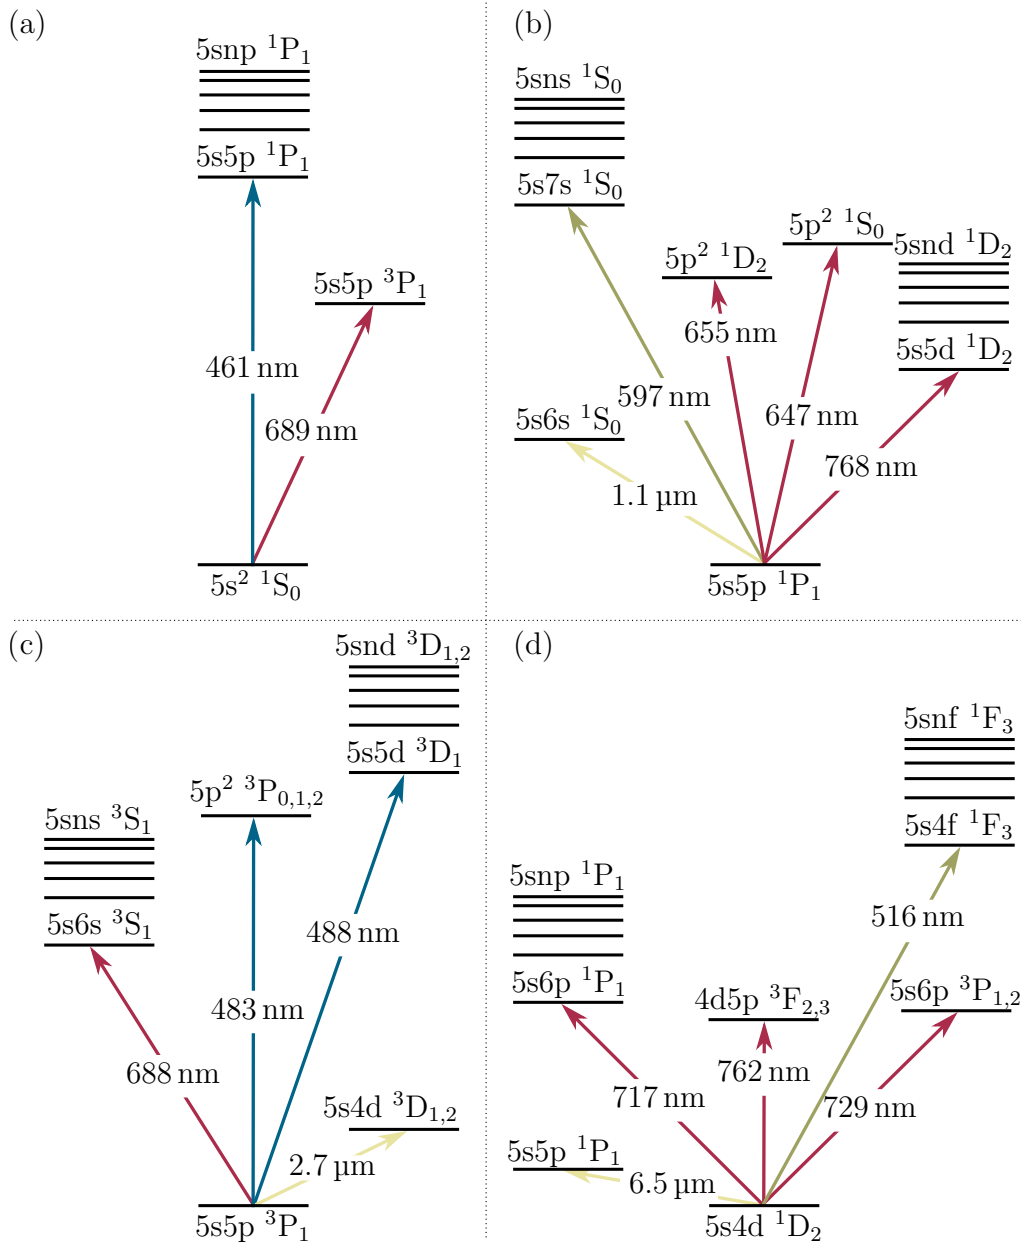 (a)
5snp ¹P₁
5s5p ¹P₁
5s5p ³P₁
461 nm
689 nm
5s² ¹S₀
(b)
5sns ¹S₀
5s7s ¹S₀
5p² ¹S₀
5p² ¹D₂
5snd ¹D₂
655 nm
5s5d ¹D₂
597 nm
5s6s ¹S₀
647 nm
768 nm
1.1 µm
5s5p ¹P₁
(c)
5snd ³D₁,₂
5s5d ³D₁
5p² ³P₀,₁,₂
5sns ³S₁
5s6s ³S₁
488 nm
483 nm
688 nm
5s4d ³D₁,₂
2.7 µm
5s5p ³P₁
(d)
5snf ¹F₃
5s4f ¹F₃
5snp ¹P₁
516 nm
5s6p ¹P₁
4d5p ³F₂,₃
5s6p ³P₁,₂
762 nm
717 nm
729 nm
5s5p ¹P₁
6.5 µm
5s4d ¹D₂